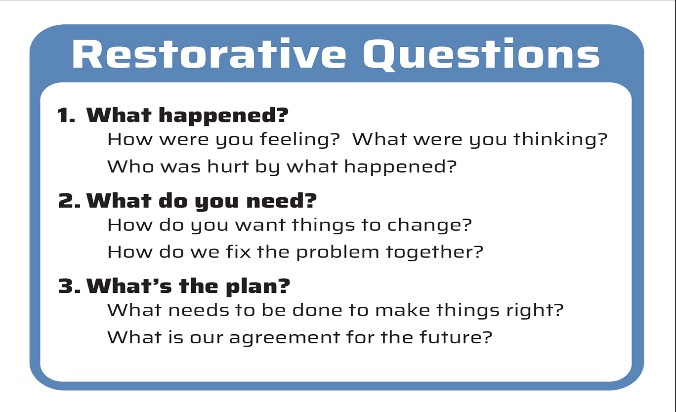 Restorative Questions
1. What happened?
How were you feeling? What were you thinking?
Who was hurt by what happened?
2. What do you need?
How do you want things to change?
How do we fix the problem together?
3. What's the plan?
What needs to be done to make things right?
What is our agreement for the future?